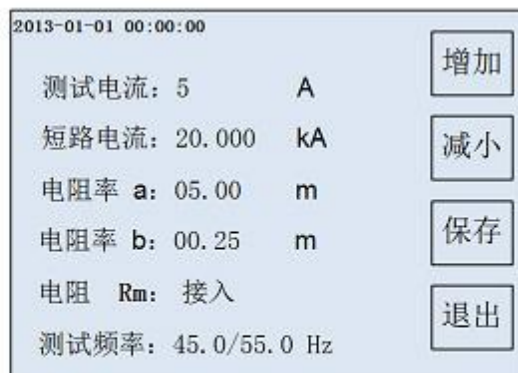 2013-01-01 00:00:00
测试电流: 5 A
短路电流: 20.000 kA
电阻率 a: 05.00 m
电阻率 b: 00.25 m
电阻 Rm: 接入
测试频率: 45.0/55.0 Hz
增加
减小
保存
退出